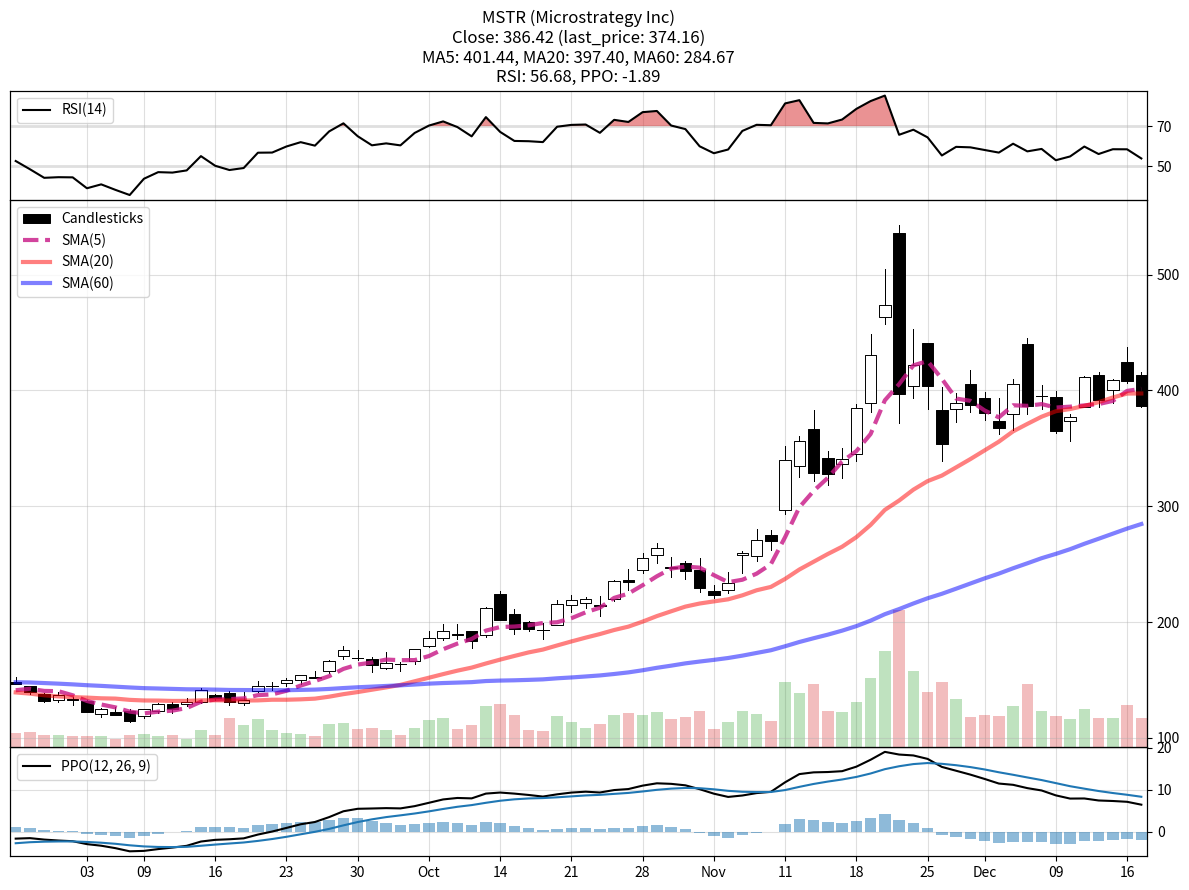 MSTR (Microstrategy Inc)
Close: 386.42 (last_price: 374.16)
MA5: 401.44, MA20: 397.40, MA60: 284.67
RSI: 56.68, PPO: -1.89
RSI(14)
70
50
Candlesticks
SMA(5)
SMA(20)
SMA(60)
500
400
300
200
100
PPO(12, 26, 9)
20
10
0
03 09 16 23 30 Oct 14 21 28 Nov 11 18 25 Dec 09 16